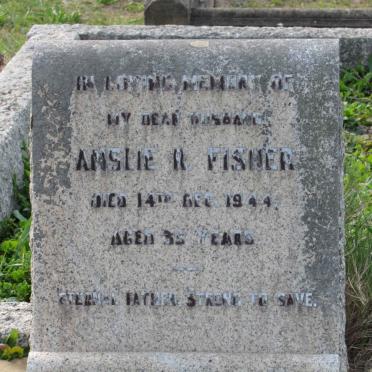 IN LOVING MEMORY OF
MY DEAR HUSBAND
AINSLIE R. FISHER
DIED 14TH DEC. 1944.
AGED 35 YEARS
ETERNAL FATHER STRONG TO SAVE.